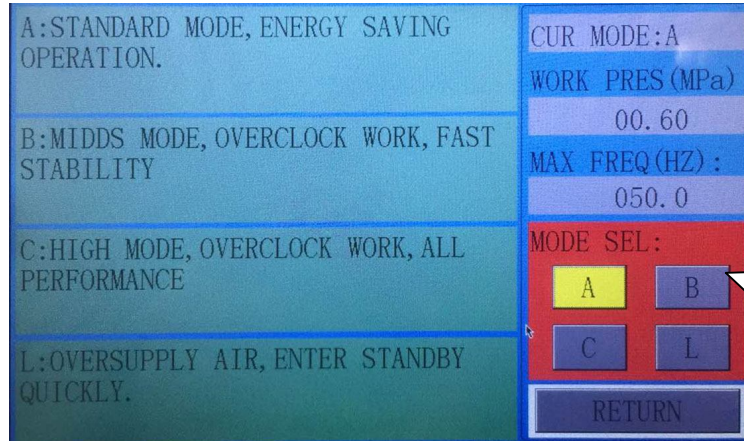 A:STANDARD MODE,ENERGY SAVING
OPERATION.
B:MIDDS MODE,OVERCLOCK WORK,FAST
STABILITY
C:HIGH MODE,OVERCLOCK WORK,ALL
PERFORMANCE
L:OVERSUPPLY AIR,ENTER STANDBY
QUICKLY.
CUR MODE:A
WORK PRES(MPa)
00.60
MAX FREQ(HZ):
050.0
MODE SEL:
A B
C L
RETURN